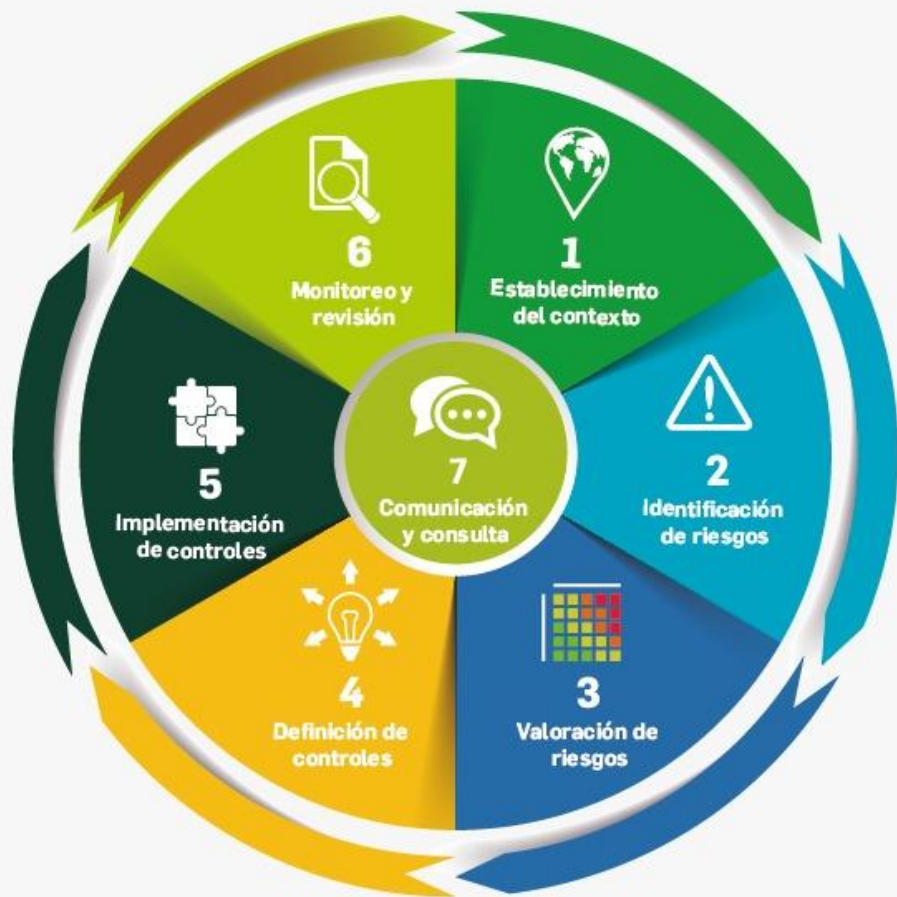 1
Establecimiento
del contexto
2
Identificación
de riesgos
3
Valoración de
riesgos
4
Definición de
controles
5
Implementación
de controles
6
Monitoreo y
revisión
7
Comunicación
y consulta